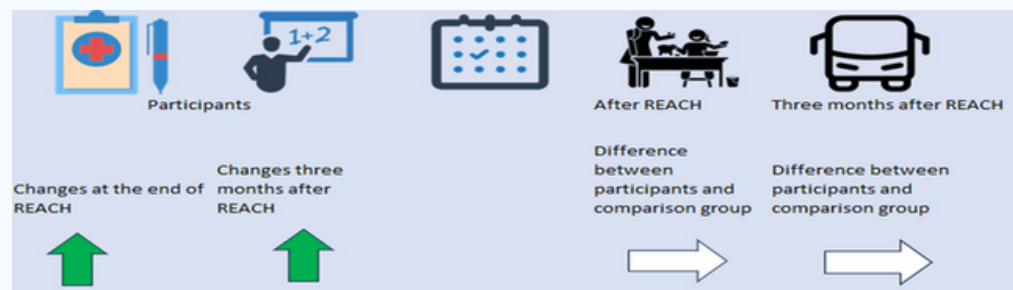 1+2
Participants
After REACH
Three months after REACH
Changes at the end of
REACH
Changes three
months after
REACH
Difference
between
participants and
comparison group
Difference between
participants and
comparison group